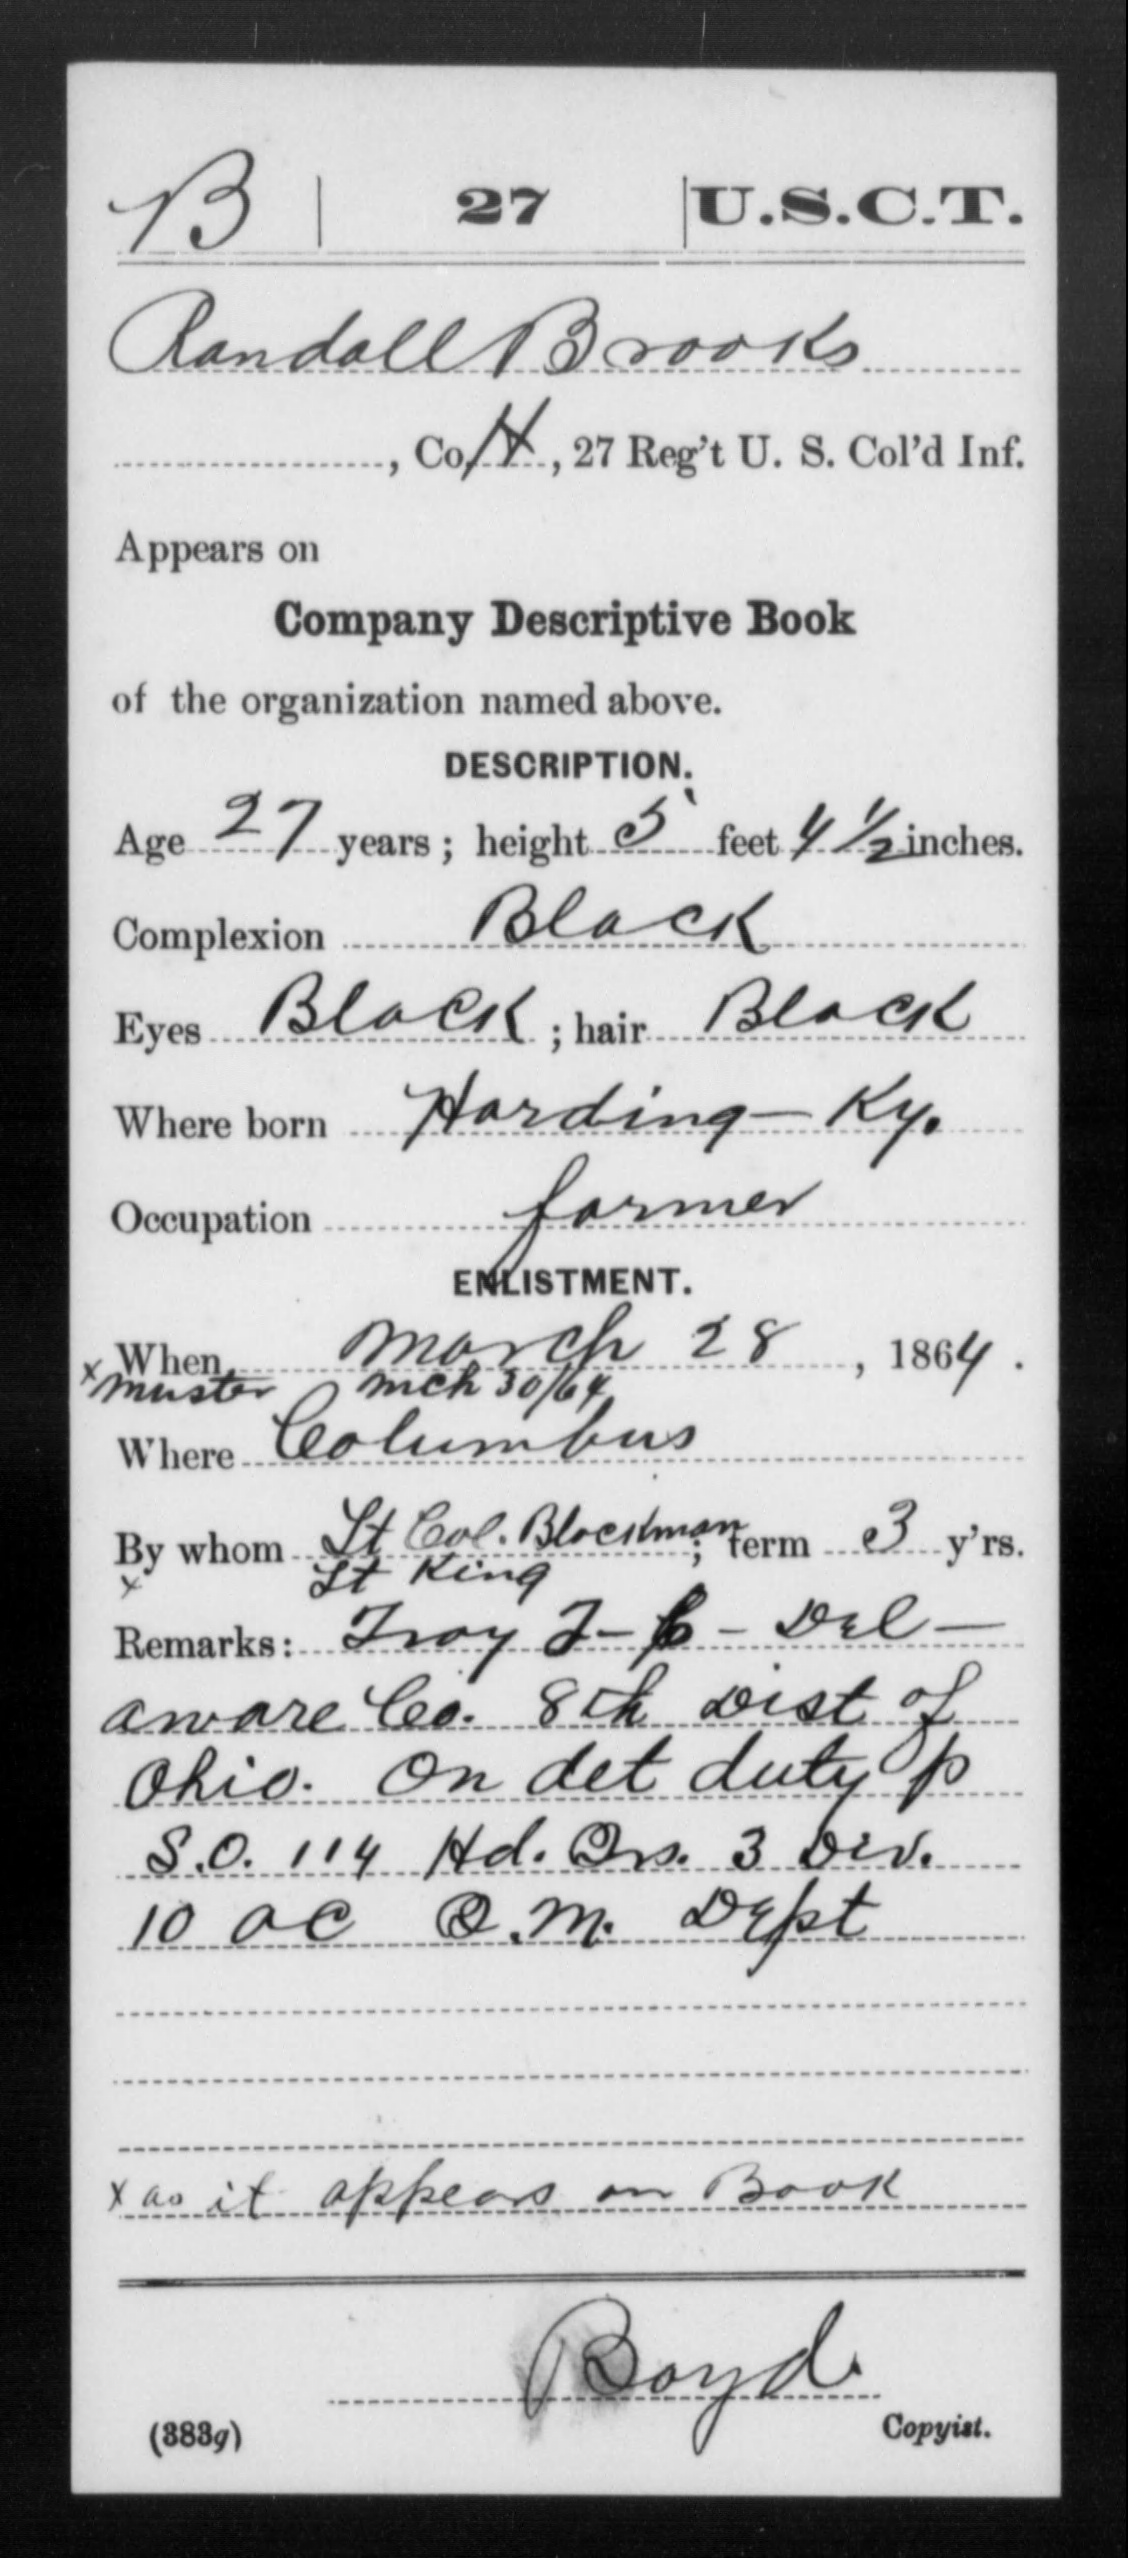 B | 27 | U.S.C.T.
Randall Brooks
, Co. H, 27 Reg't U. S. Col'd Inf.
Appears on
Company Descriptive Book
of the organization named above.
DESCRIPTION.
Age 27 years; height 5 feet 4 1/2 inches.
Complexion Black
Eyes Black; hair Black
Where born Harding - Ky.
Occupation farmer
ENLISTMENT.
When March 28, 1864.
x muster mch 30/64
Where Columbus
By whom Lt Col. Blackman; term 3 y'rs.
x Lt King
Remarks: Troy T- - Del-
aware Co. 8th Dist of
Ohio. On det duty p
S.O. 114 Hd. Qrs. 3 Div.
10 A C Q.M. Dept
x as it appears on Book
Boyd
(383g) Copyist.